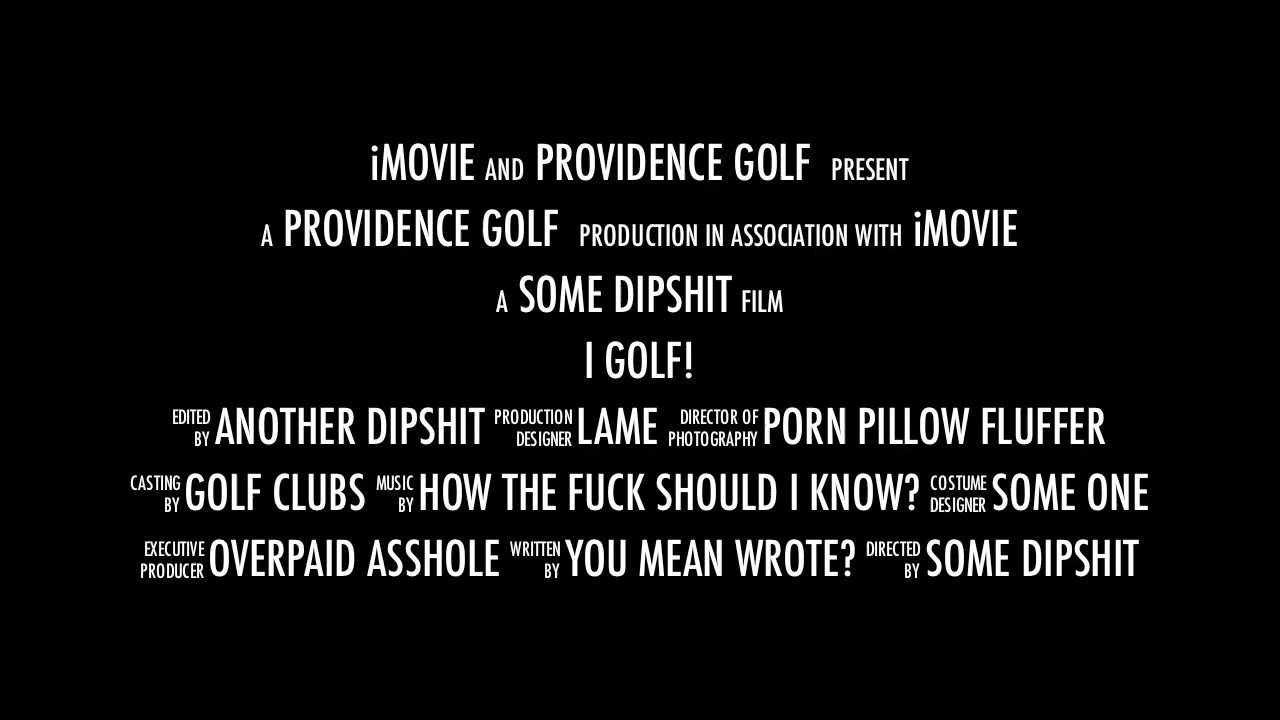 iMOVIE AND PROVIDENCE GOLF PRESENT
A PROVIDENCE GOLF PRODUCTION IN ASSOCIATION WITH iMOVIE
A SOME DIPSHIT FILM
I GOLF!
EDITED BY ANOTHER DIPSHIT PRODUCTION DESIGNER LAME DIRECTOR OF PHOTOGRAPHY PORN PILLOW FLUFFER
CASTING BY GOLF CLUBS MUSIC BY HOW THE FUCK SHOULD I KNOW? COSTUME DESIGNER SOME ONE
EXECUTIVE PRODUCER OVERPAID ASSHOLE WRITTEN BY YOU MEAN WROTE? DIRECTED BY SOME DIPSHIT